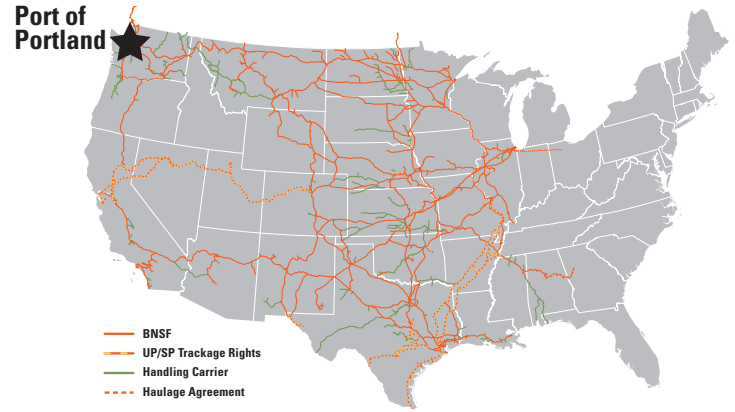 Port of
Portland
BNSF
UP/SP Trackage Rights
Handling Carrier
Haulage Agreement